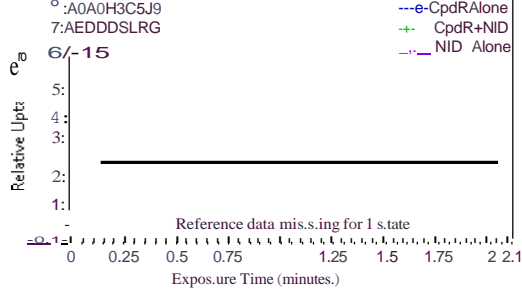 8 :A0A0H3C5J9
7:AEDDDSLRG
6/-15
5:
4:
3:
2:
1:
Relative Upt
---e-CpdRAlone
-+- CpdR+NID
NID Alone
Reference data mis.s.ing for 1 s.tate
0 0.25 0.5 0.75 1.25 1.5 1.75 2 2.1
Expos.ure Time (minutes.)